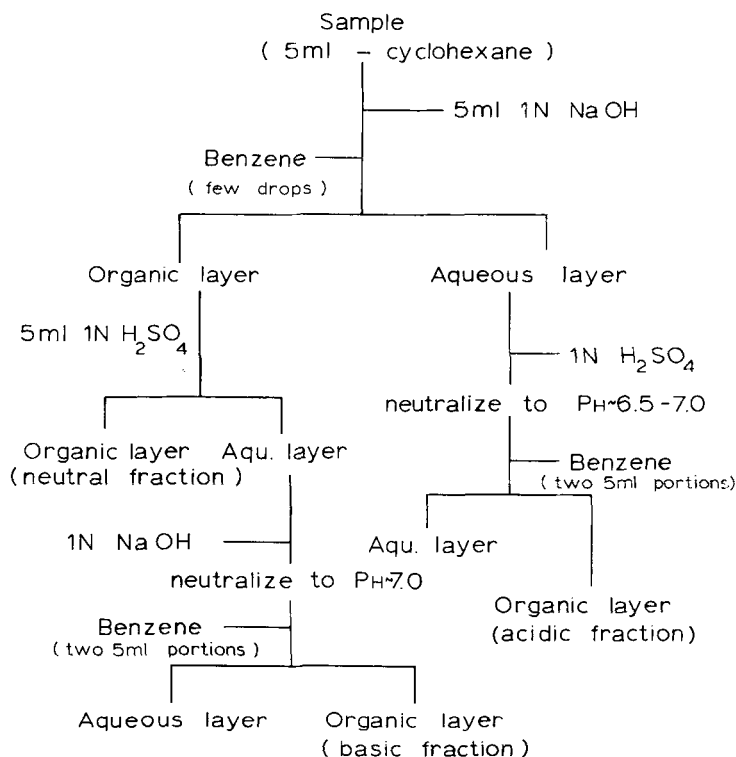 Sample
( 5ml - cyclohexane )
5ml 1N NaOH
Benzene
( few drops )
Organic layer
Aqueous layer
5ml 1N H₂SO₄
1N H₂SO₄
neutralize to PH~6.5-7.0
Organic layer
(neutral fraction)
Aqu. layer
Benzene
(two 5ml portions)
1N NaOH
neutralize to PH~7.0
Aqu. layer
Organic layer
(acidic fraction)
Benzene
(two 5ml portions)
Aqueous layer
Organic layer
( basic fraction)